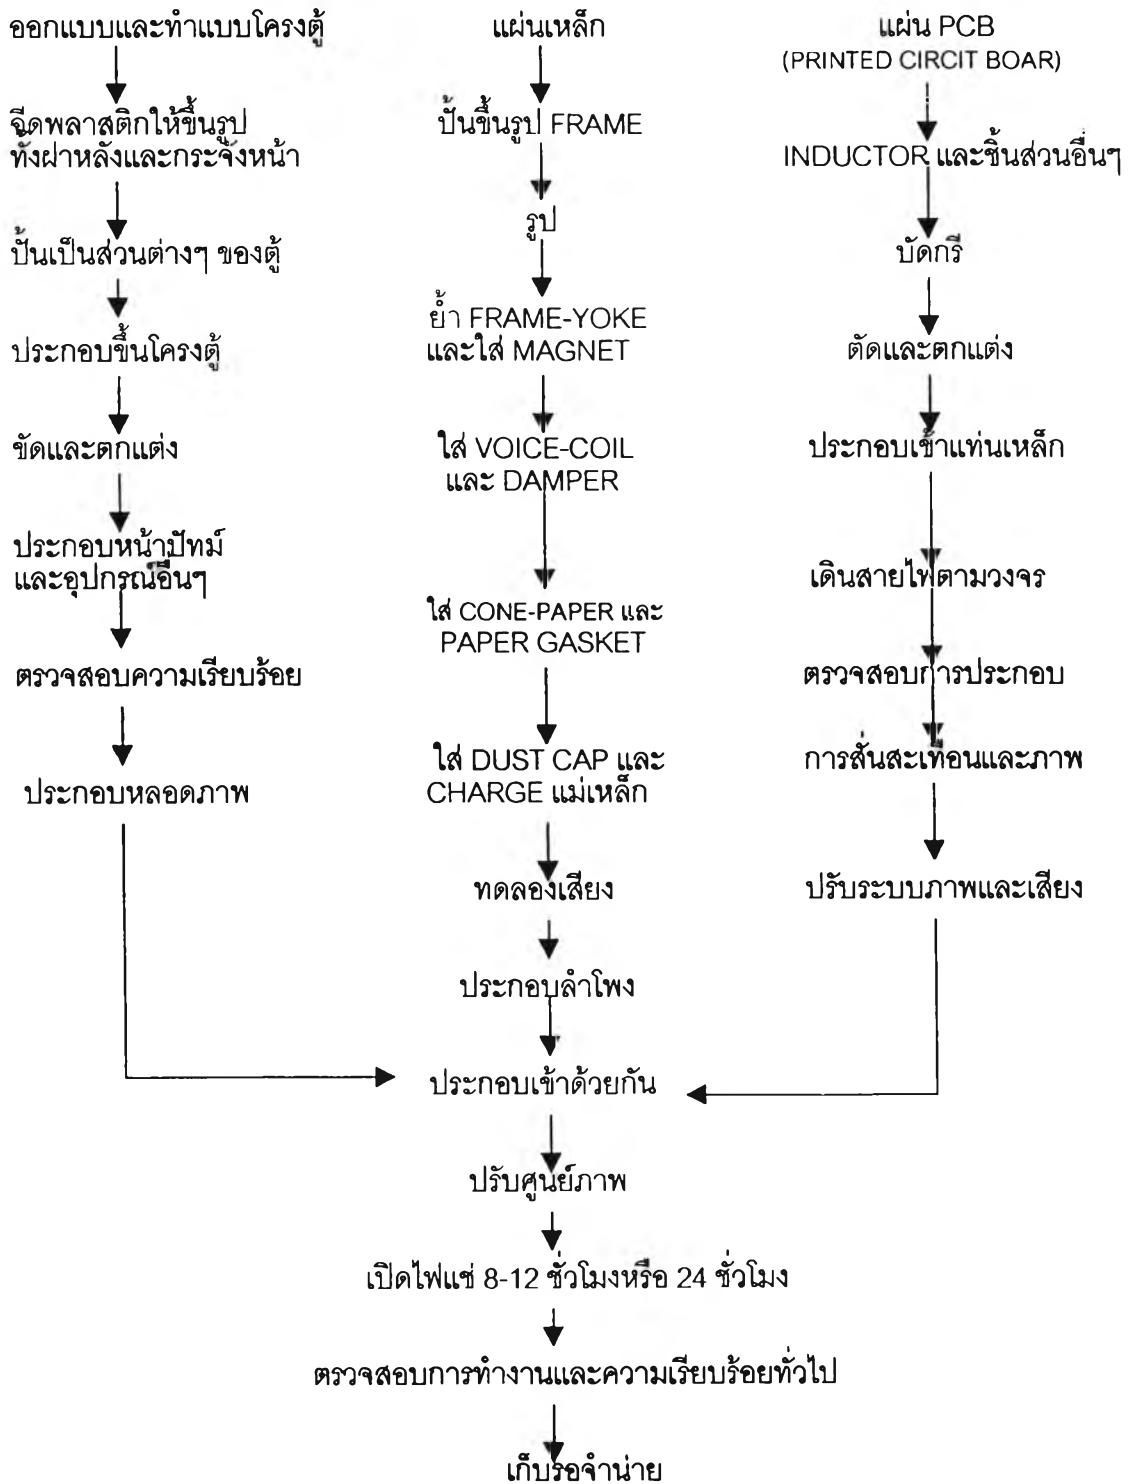 ออกแบบและทำแบบโครงตู้
ฉีดพลาสติกให้ขึ้นรูป
ทั้งฝาหลังและกระจังหน้า
ปั๊นเป็นส่วนต่างๆ ของตู้
ประกอบขึ้นโครงตู้
ขัดและตกแต่ง
ประกอบหน้าปัทม์
และอุปกรณ์อื่นๆ
ตรวจสอบความเรียบร้อย
ประกอบหลอดภาพ
แผ่นเหล็ก
ปั๊นขึ้นรูป FRAME
รูป
ย้ำ FRAME-YOKE
และใส่ MAGNET
ใส่ VOICE-COIL
และ DAMPER
ใส่ CONE-PAPER และ
PAPER GASKET
ใส่ DUST CAP และ
CHARGE แม่เหล็ก
ทดลองเสียง
ประกอบลำโพง
แผ่น PCB
(PRINTED CIRCIT BOAR)
INDUCTOR และชิ้นส่วนอื่นๆ
บัดกรี
ตัดและตกแต่ง
ประกอบเข้าแท่นเหล็ก
เดินสายไฟตามวงจร
ตรวจสอบการประกอบ
การสั่นสะเทือนและภาพ
ปรับระบบภาพและเสียง
ประกอบเข้าด้วยกัน
ปรับศูนย์ภาพ
เปิดไฟแช่ 8-12 ชั่วโมงหรือ 24 ชั่วโมง
ตรวจสอบการทำงานและความเรียบร้อยทั่วไป
เก็บรอจำน่าย